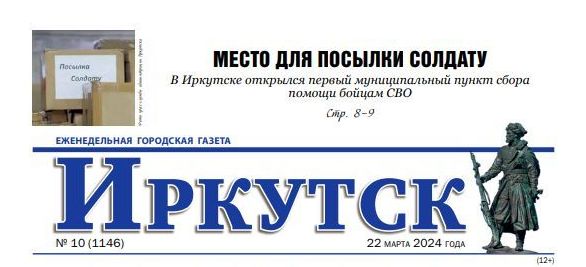 Посылка
Солдату
МЕСТО ДЛЯ ПОСЫЛКИ СОЛДАТУ
В Иркутске открылся первый муниципальный пункт сбора
помощи бойцам СВО
Стр. 8-9
ЕЖЕНЕДЕЛЬНАЯ ГОРОДСКАЯ ГАЗЕТА
ИРКУТСК
№ 10 (1146)
22 МАРТА 2024 ГОДА
(12+)